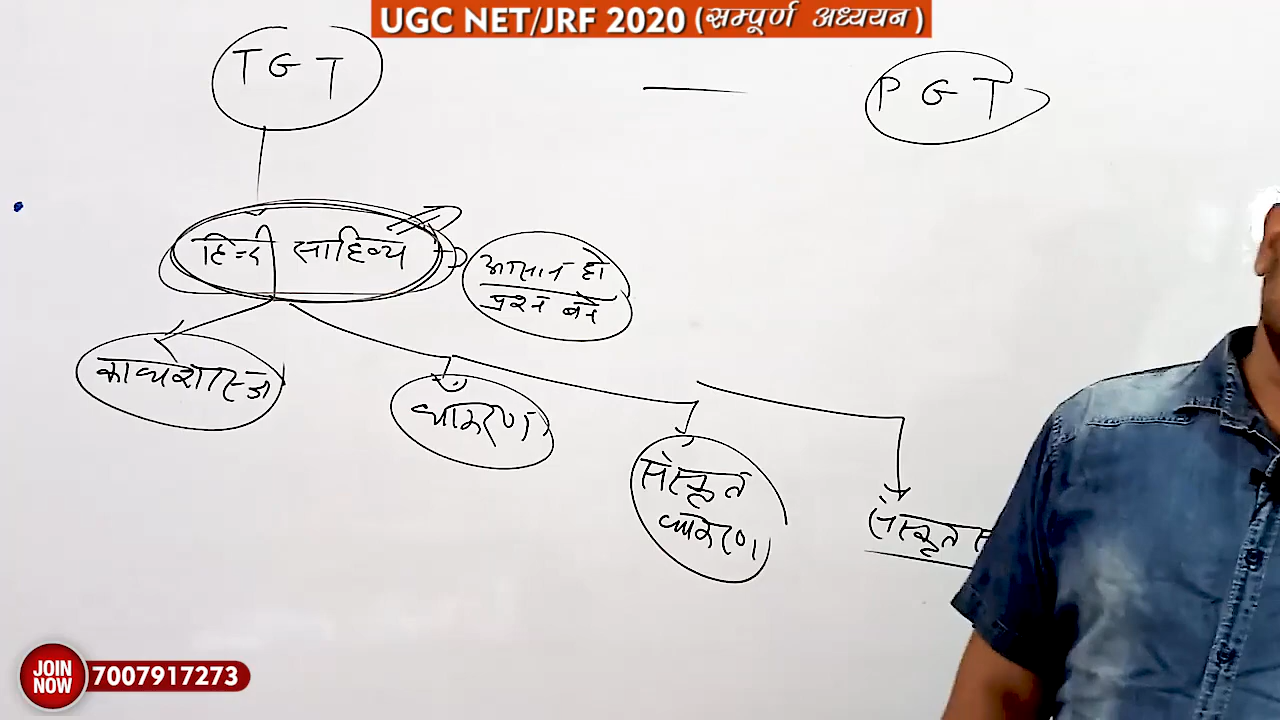 UGC NET/JRF 2020 (सम्पूर्ण अध्ययन)
TGT — PGT
हिन्दी साहित्य
आसान हो
प्रश्न बने
काव्यशास्त्र
व्याकरण
संस्कृत
व्याकरण
संस्कृत
JOIN
NOW
7007917273